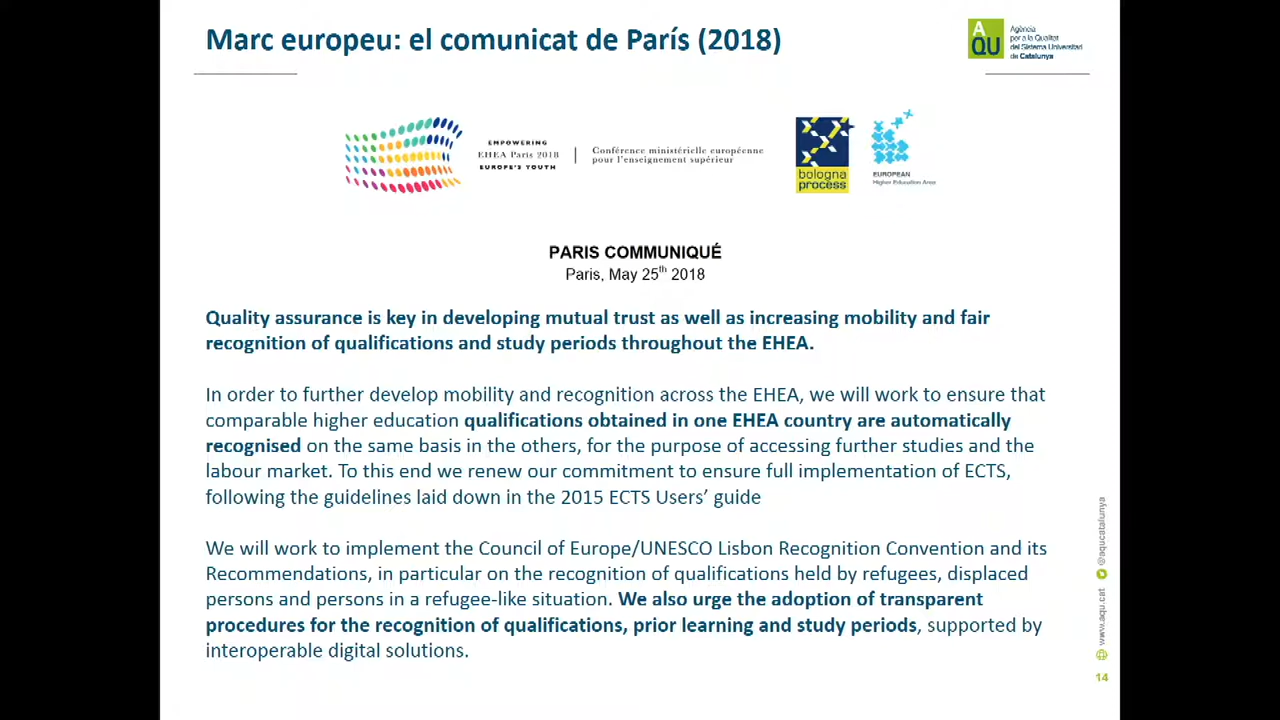 Marc europeu: el comunicat de París (2018)
AQU
Agència
per a la Qualitat
del Sistema Universitari
de Catalunya
EMPOWERING
EHEA Paris 2018
EUROPE'S YOUTH
Conférence ministérielle européenne
pour l'enseignement supérieur
bologna
process
EUROPEAN
Higher Education Area
PARIS COMMUNIQUÉ
Paris, May 25th 2018
Quality assurance is key in developing mutual trust as well as increasing mobility and fair
recognition of qualifications and study periods throughout the EHEA.
In order to further develop mobility and recognition across the EHEA, we will work to ensure that
comparable higher education qualifications obtained in one EHEA country are automatically
recognised on the same basis in the others, for the purpose of accessing further studies and the
labour market. To this end we renew our commitment to ensure full implementation of ECTS,
following the guidelines laid down in the 2015 ECTS Users' guide
We will work to implement the Council of Europe/UNESCO Lisbon Recognition Convention and its
Recommendations, in particular on the recognition of qualifications held by refugees, displaced
persons and persons in a refugee-like situation. We also urge the adoption of transparent
procedures for the recognition of qualifications, prior learning and study periods, supported by
interoperable digital solutions.
www.aqu.cat @aqucatalunya
14